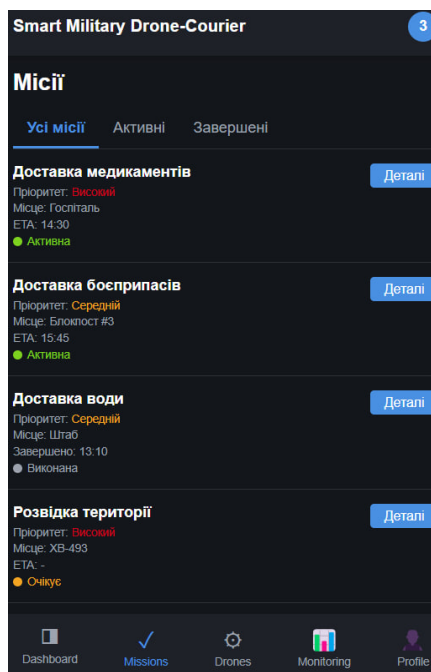 Smart Military Drone-Courier
3
Місії
Усі місії Активні Завершені
Доставка медикаментів
Деталі
Пріоритет: Високий
Місце: Госпіталь
ETA: 14:30
Активна
Доставка боєприпасів
Деталі
Пріоритет: Середній
Місце: Блокпост #3
ETA: 15:45
Активна
Доставка води
Деталі
Пріоритет: Середній
Місце: Штаб
Завершено: 13:10
Виконана
Розвідка території
Деталі
Пріоритет: Високий
Місце: XB-493
ETA: -
Очікує
Dashboard Missions Drones Monitoring Profile